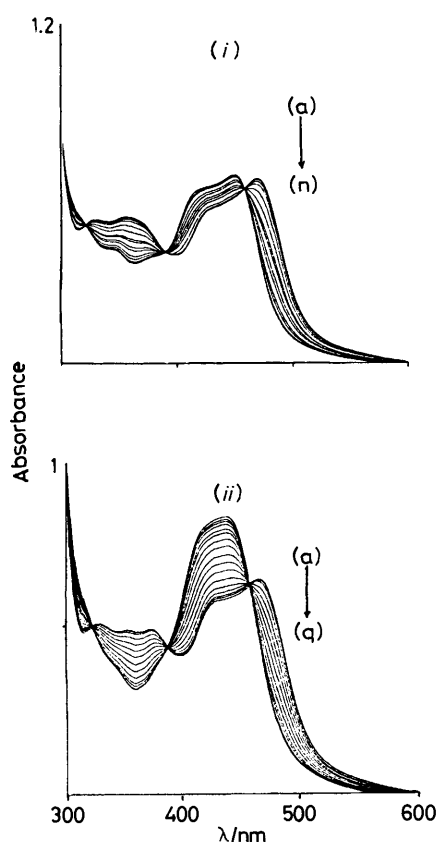 1.2
(i)
(a)
(n)
Absorbance
1
(ii)
(a)
(q)
300 400 500 600
λ/nm